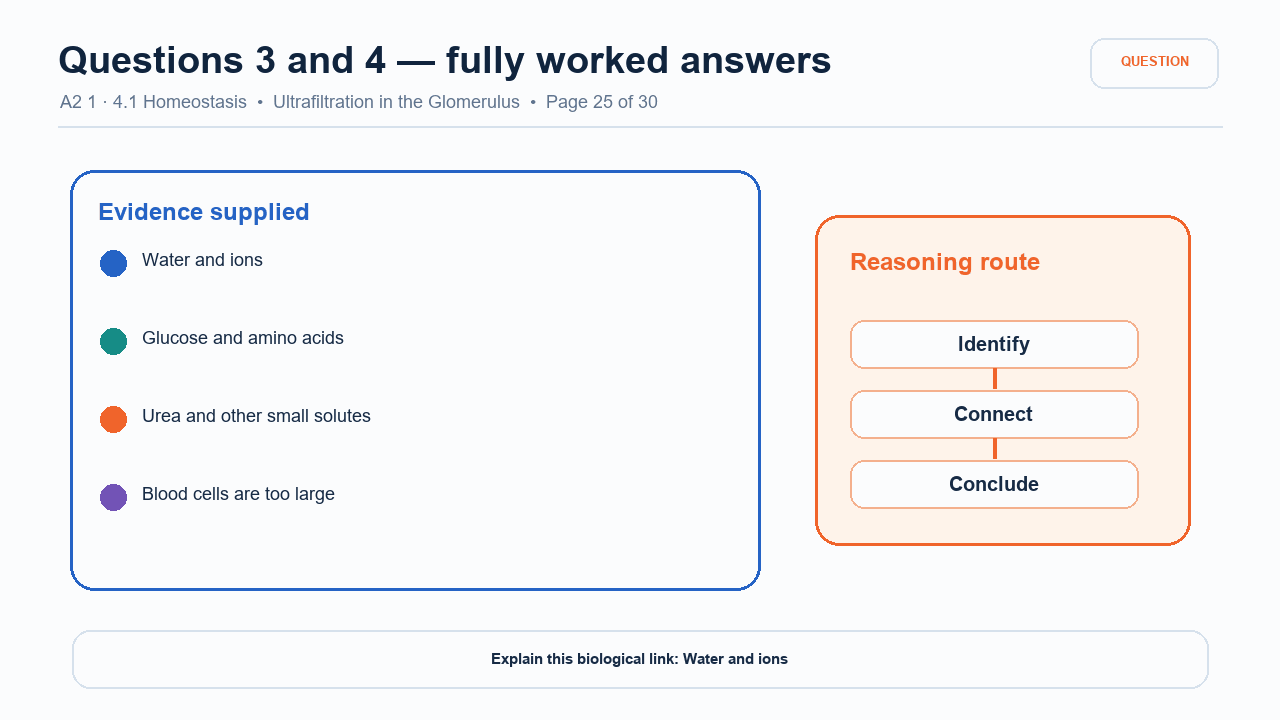 Questions 3 and 4 — fully worked answers
QUESTION
A2 1 · 4.1 Homeostasis • Ultrafiltration in the Glomerulus • Page 25 of 30
Evidence supplied
Water and ions
Glucose and amino acids
Urea and other small solutes
Blood cells are too large
Reasoning route
Identify
Connect
Conclude
Explain this biological link: Water and ions